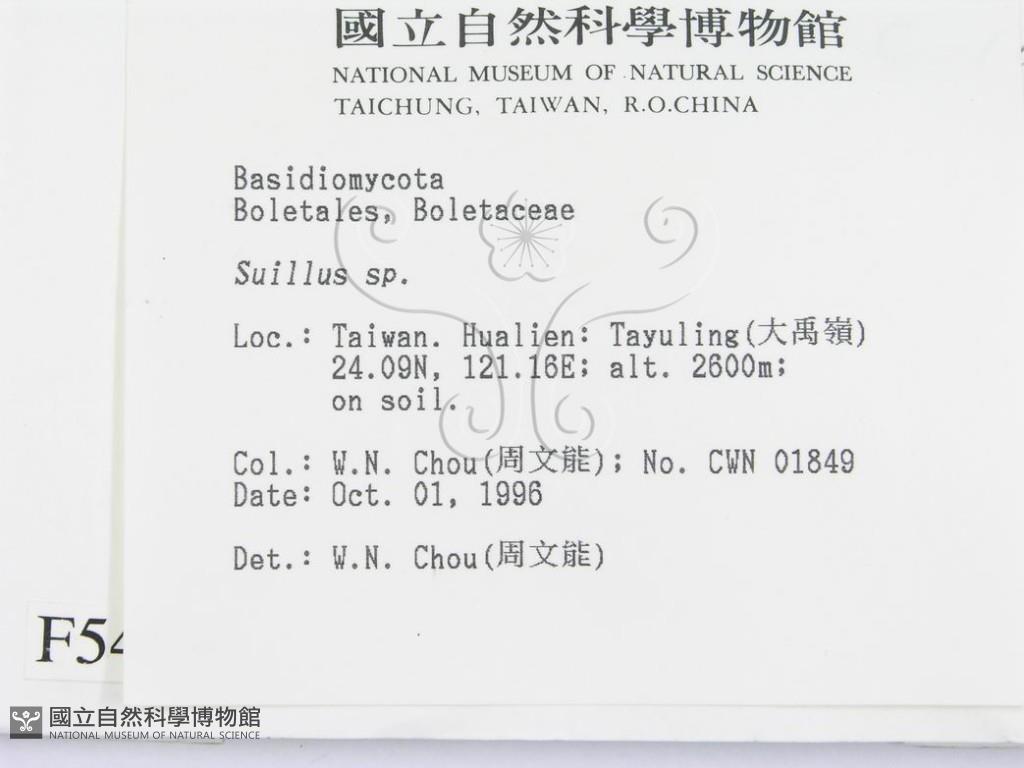 國立自然科學博物館
NATIONAL MUSEUM OF NATURAL SCIENCE
TAICHUNG, TAIWAN, R.O.CHINA
Basidiomycota
Boletales, Boletaceae
Suillus sp.
Loc.: Taiwan. Hualien: Tayuling(大禹嶺)
24.09N, 121.16E; alt. 2600m;
on soil.
Col.: W.N. Chou(周文能); No. CWN 01849
Date: Oct. 01, 1996
Det.: W.N. Chou(周文能)
F54
國立自然科學博物館
NATIONAL MUSEUM OF NATURAL SCIENCE